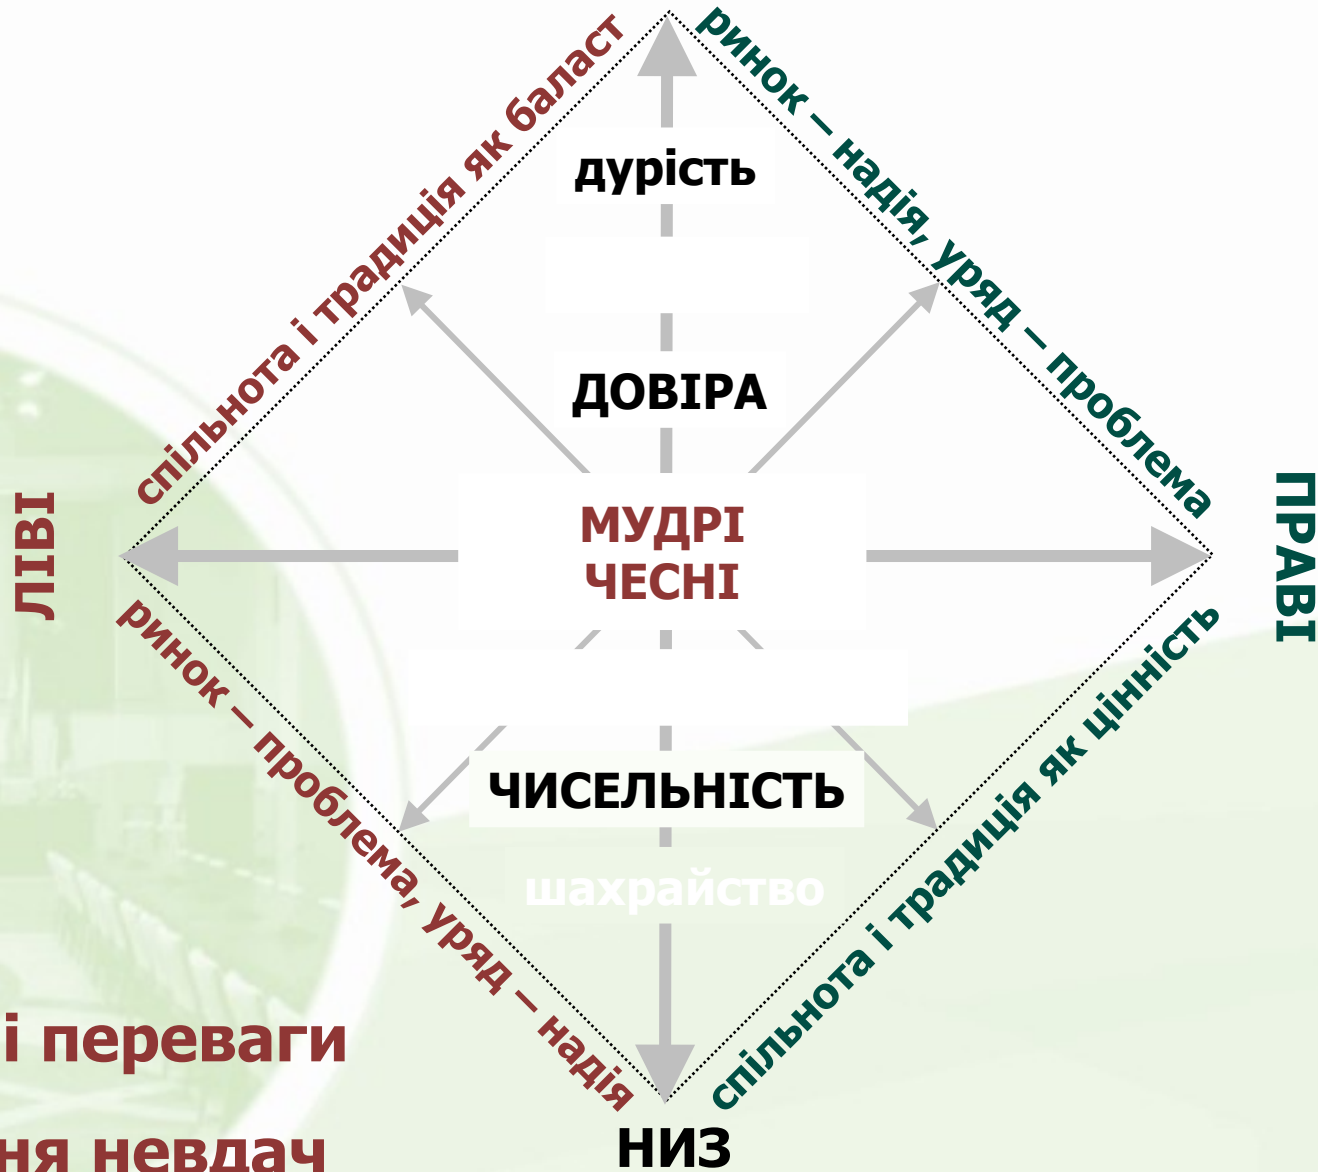 спільнота і традиція як баласт
ринок – надія, уряд – проблема
дурість
ДОВІРА
ЛІВІ
МУДРІ
ЧЕСНІ
ПРАВІ
ринок – проблема, уряд – надія
спільнота і традиція як цінність
ЧИСЕЛЬНІСТЬ
шахрайство
і переваги
ня невдач
НИЗ